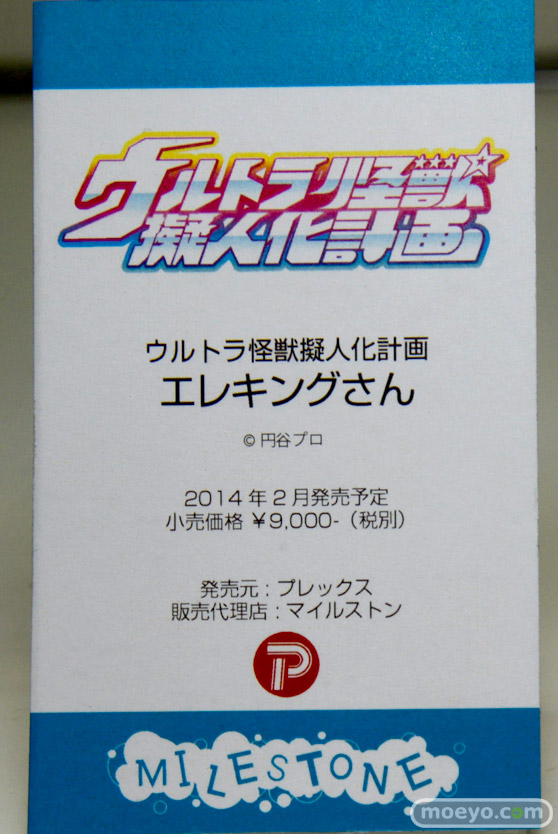 ウルトラ怪獣
擬人化計画
ウルトラ怪獣擬人化計画
エレキングさん
© 円谷プロ
2014年2月発売予定
小売価格 ¥9,000-（税別）
発売元：プレックス
販売代理店：マイルストン
P
MILESTONE
moeyo.com